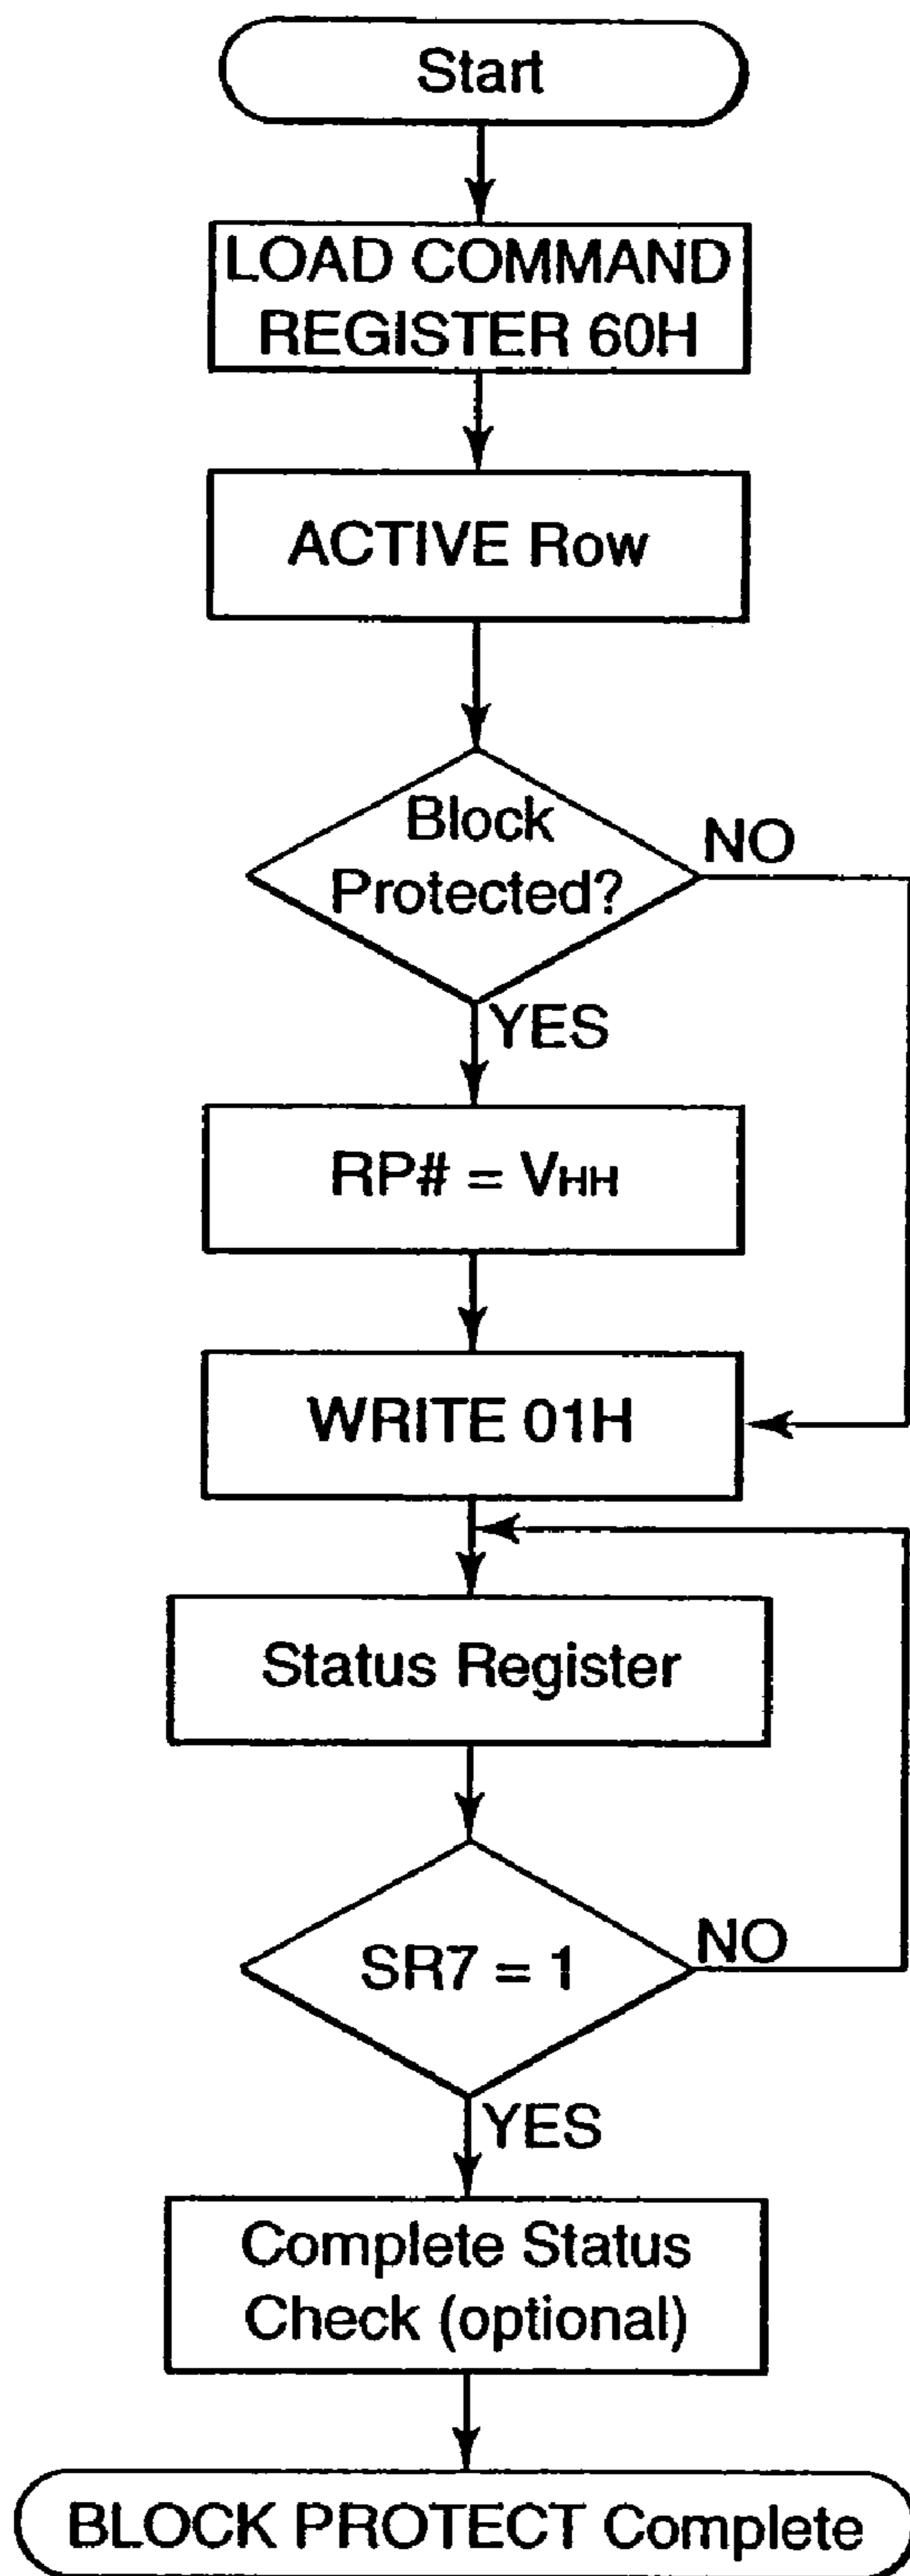 Start
LOAD COMMAND
REGISTER 60H
ACTIVE Row
Block
Protected?
NO
YES
RP# = VHH
WRITE 01H
Status Register
SR7 = 1
NO
YES
Complete Status
Check (optional)
BLOCK PROTECT Complete